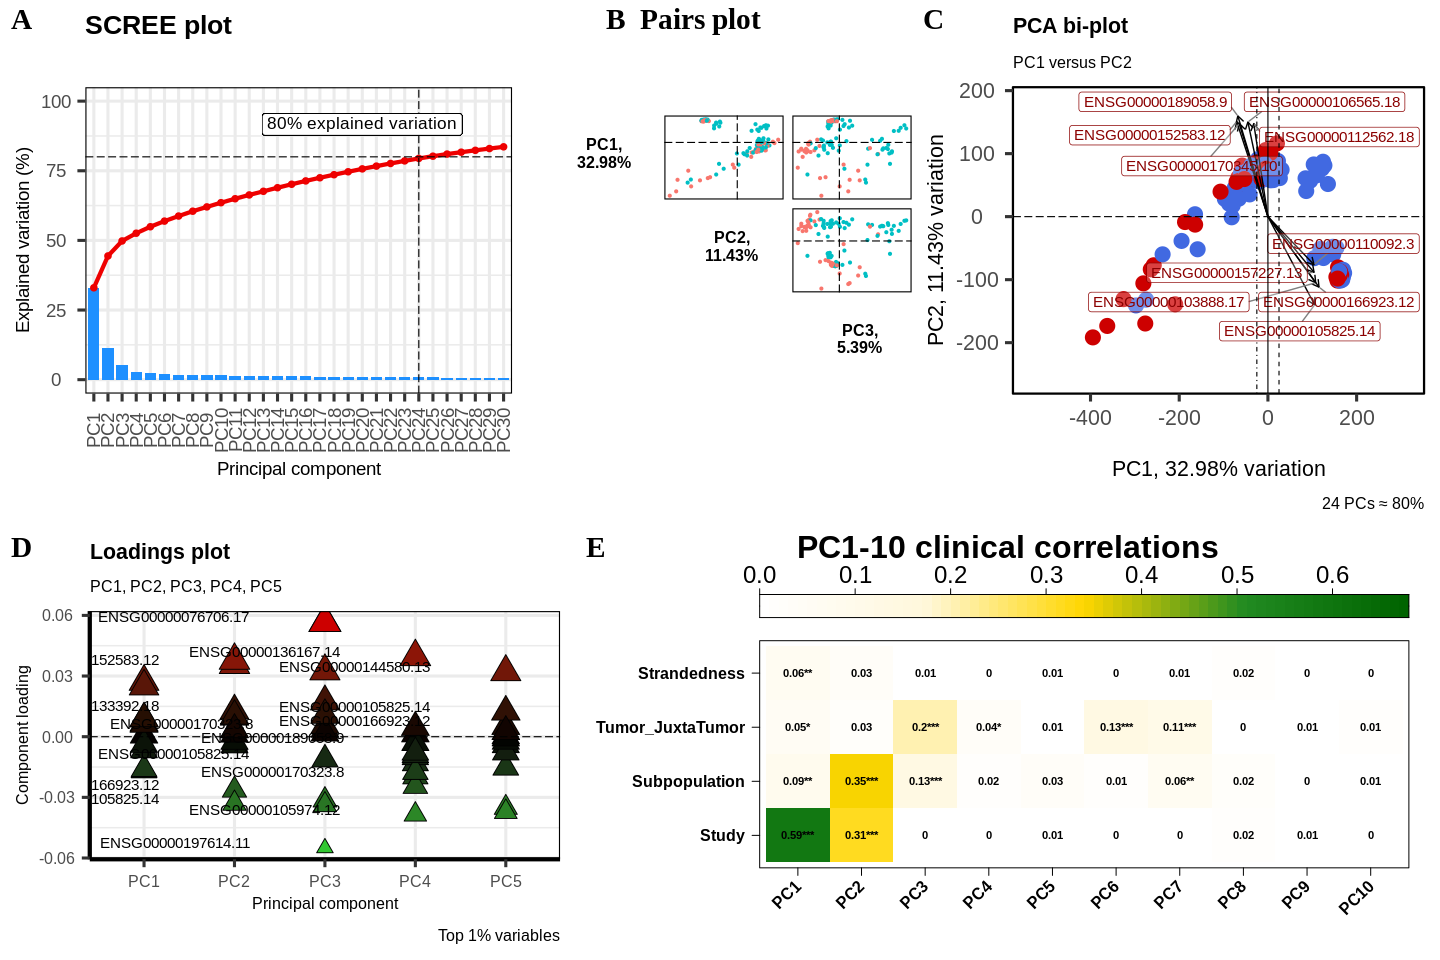 A
SCREE plot
100
75
50
25
0
Explained variation (%)
80% explained variation
PC1
PC2
PC3
PC4
PC5
PC6
PC7
PC8
PC9
PC10
PC11
PC12
PC13
PC14
PC15
PC16
PC17
PC18
PC19
PC20
PC21
PC22
PC23
PC24
PC25
PC26
PC27
PC28
PC29
PC30
Principal component
B Pairs plot
PC1,
32.98%
PC2,
11.43%
PC3,
5.39%
C
PCA bi-plot
PC1 versus PC2
200
100
0
-100
-200
PC2, 11.43% variation
ENSG00000189058.9
ENSG00000106565.18
ENSG00000152583.12
ENSG00000112562.18
ENSG00000170345.10
ENSG00000110092.3
ENSG00000157227.13
ENSG00000103888.17
ENSG00000166923.12
ENSG00000105825.14
-400
-200
0
200
PC1, 32.98% variation
24 PCs ≈ 80%
D
Loadings plot
PC1, PC2, PC3, PC4, PC5
0.06
0.03
0.00
-0.03
-0.06
Component loading
ENSG00000076706.17
ENSG00000136167.14
152583.12
ENSG00000144580.13
133392.18
ENSG00000105825.14
ENSG00000166923.12
ENSG00000105825.14
ENSG00000170323.8
166923.12
105825.14
ENSG00000105974.12
ENSG00000197614.11
PC1
PC2
PC3
PC4
PC5
Principal component
Top 1% variables
E
PC1-10 clinical correlations
0.0 0.1 0.2 0.3 0.4 0.5 0.6
Strandedness 0.06** 0.03 0.01 0 0.01 0 0.01 0.02 0 0
Tumor_JuxtaTumor 0.05* 0.03 0.2*** 0.04* 0.01 0.13*** 0.11*** 0 0.01 0.01
Subpopulation 0.09** 0.35*** 0.13*** 0.02 0.03 0.01 0.06** 0.02 0 0.01
Study 0.59*** 0.31*** 0 0 0.01 0 0 0.02 0.01 0
PC1 PC2 PC3 PC4 PC5 PC6 PC7 PC8 PC9 PC10